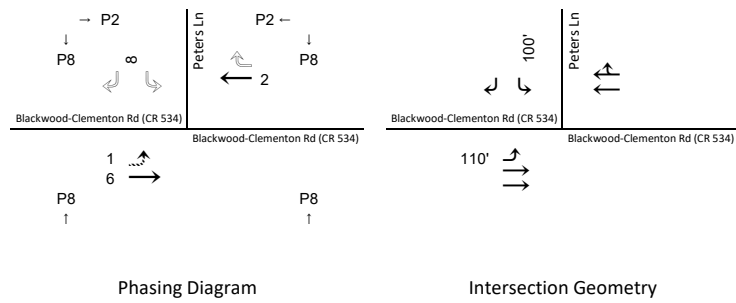 → P2
P2 ←
↓
P8
↓
P8
8
Peters Ln
2
Blackwood-Clementon Rd (CR 534)
Blackwood-Clementon Rd (CR 534)
1
6
P8
↑
P8
↑
Phasing Diagram
100'
Peters Ln
Blackwood-Clementon Rd (CR 534)
Blackwood-Clementon Rd (CR 534)
110'
Intersection Geometry